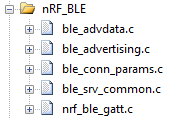 nRF_BLE
ble_advdata.c
ble_advertising.c
ble_conn_params.c
ble_srv_common.c
nrf_ble_gatt.c